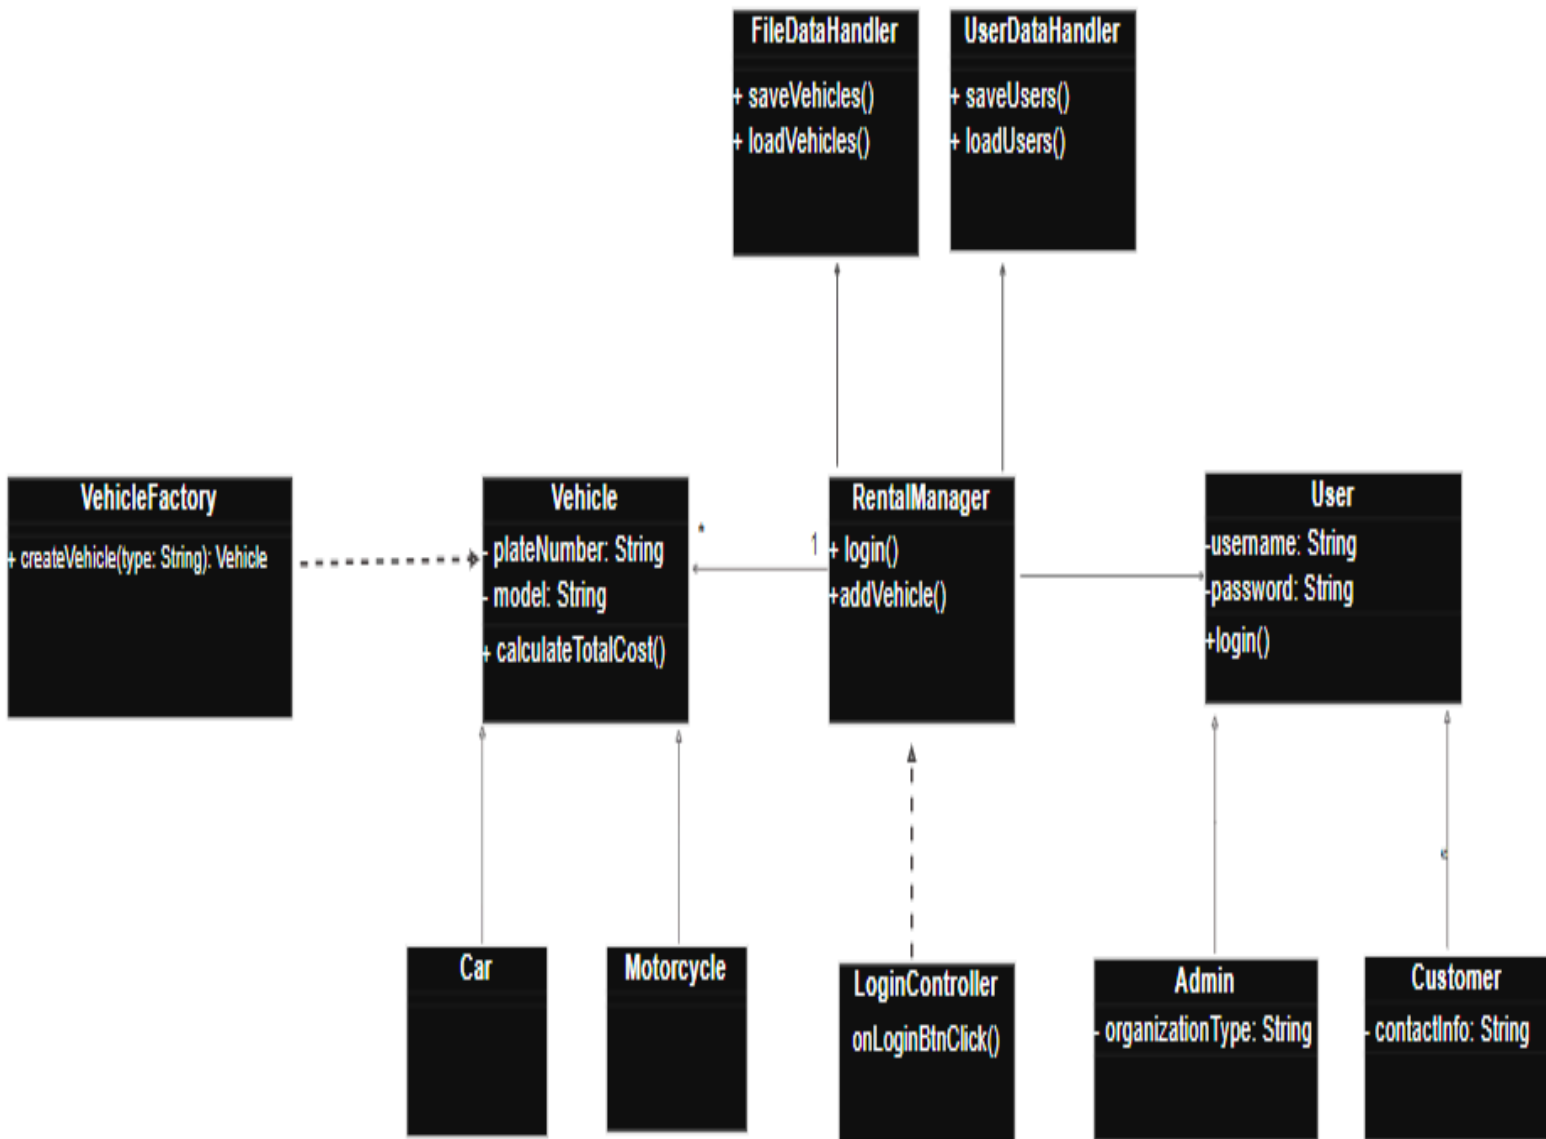 FileDataHandler
+ saveVehicles()
+ loadVehicles()
UserDataHandler
+ saveUsers()
+ loadUsers()
VehicleFactory
+ createVehicle(type: String): Vehicle
Vehicle
- plateNumber: String
- model: String
+ calculateTotalCost()
*
1
RentalManager
+ login()
+addVehicle()
User
-username: String
-password: String
+login()
Car
Motorcycle
LoginController
onLoginBtnClick()
Admin
- organizationType: String
Customer
- contactInfo: String